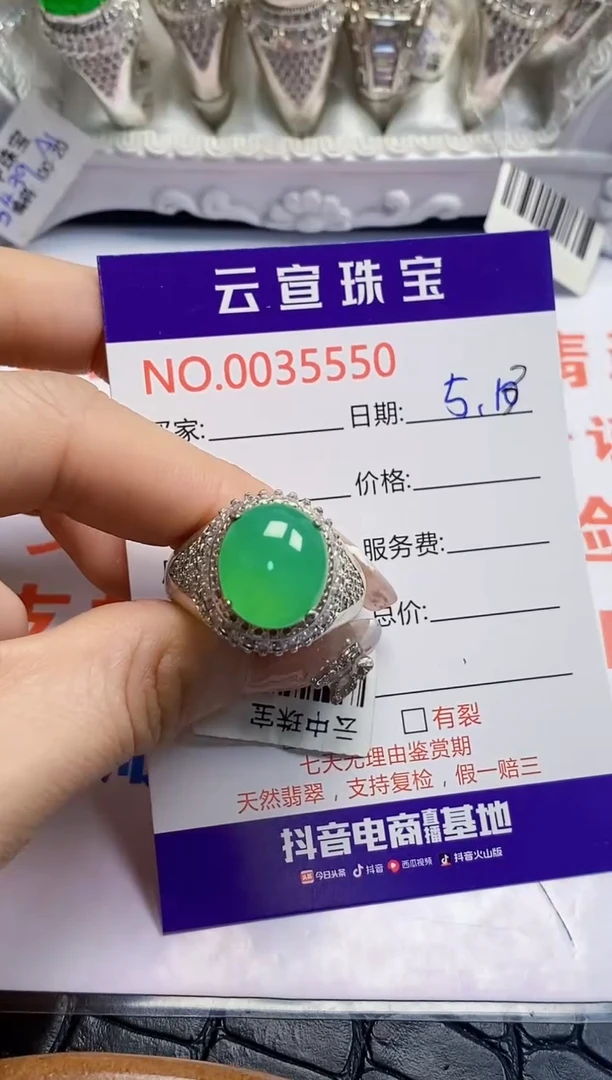 云宣珠宝
NO.0035550
家: 日期:
价格:
服务费:
总价:
云中珠宝
□有裂
七天无理由鉴赏期
天然翡翠，支持复检，假一赔三
抖音电商直播基地
今日头条 抖音 西瓜视频 抖音火山版